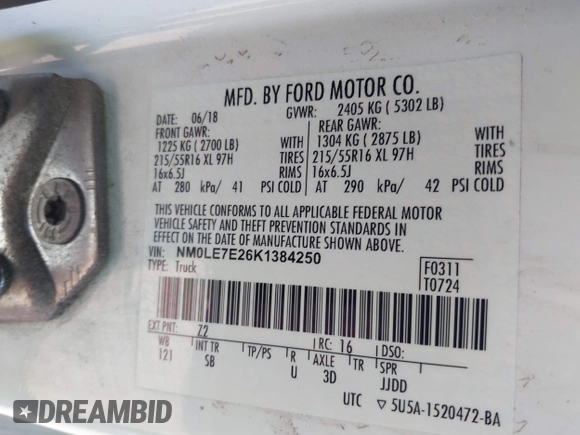 MFD. BY FORD MOTOR CO.
DATE: 06/18 GVWR: 2405 KG ( 5302 LB)
FRONT GAWR: REAR GAWR:
1225 KG ( 2700 LB) WITH 1304 KG ( 2875 LB) WITH
215/55R16 XL 97H TIRES 215/55R16 XL 97H TIRES
16x6.5J RIMS 16x6.5J RIMS
AT 280 kPa/ 41 PSI COLD AT 290 kPa/ 42 PSI COLD
THIS VEHICLE CONFORMS TO ALL APPLICABLE FEDERAL MOTOR
VEHICLE SAFETY AND THEFT PREVENTION STANDARDS IN
EFFECT ON THE DATE OF MANUFACTURE SHOWN ABOVE.
VIN: NM0LE7E26K1384250
TYPE: Truck
F0311
T0724
EXT PNT: Z2 RC: 16 DSO:
WB INT TR TP/PS R AXLE TR SPR
121 SB U 3D JJDD
UTC ▽5U5A-1520472-BA
DREAMBID